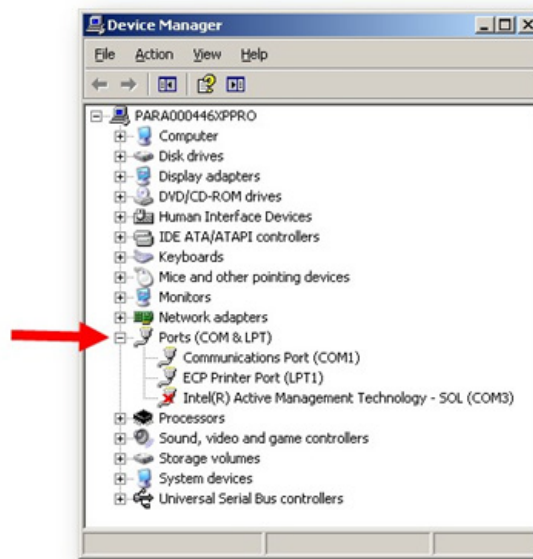 Device Manager
File Action View Help
PARA000446XPPRO
Computer
Disk drives
Display adapters
DVD/CD-ROM drives
Human Interface Devices
IDE ATA/ATAPI controllers
Keyboards
Mice and other pointing devices
Monitors
Network adapters
Ports (COM & LPT)
Communications Port (COM1)
ECP Printer Port (LPT1)
Intel(R) Active Management Technology - SOL (COM3)
Processors
Sound, video and game controllers
Storage volumes
System devices
Universal Serial Bus controllers